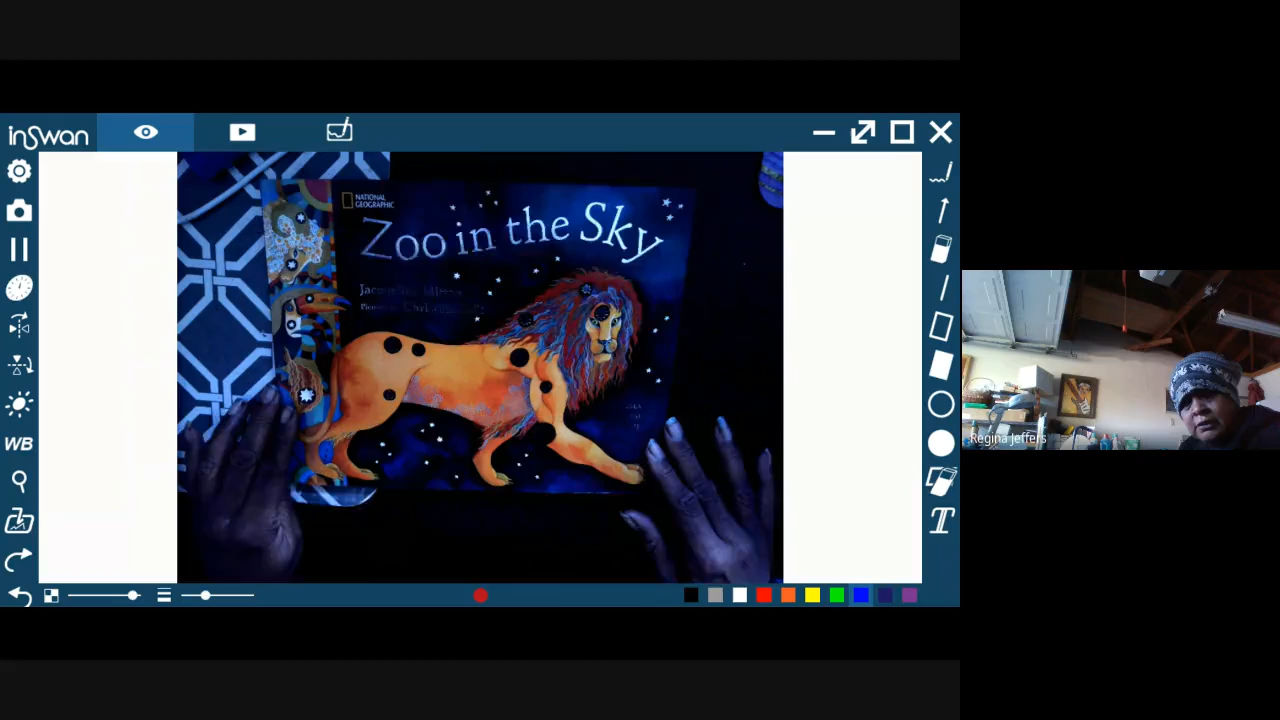 inSwan
NATIONAL
GEOGRAPHIC
Zoo in the Sky
WB
T
Regina Jeffers